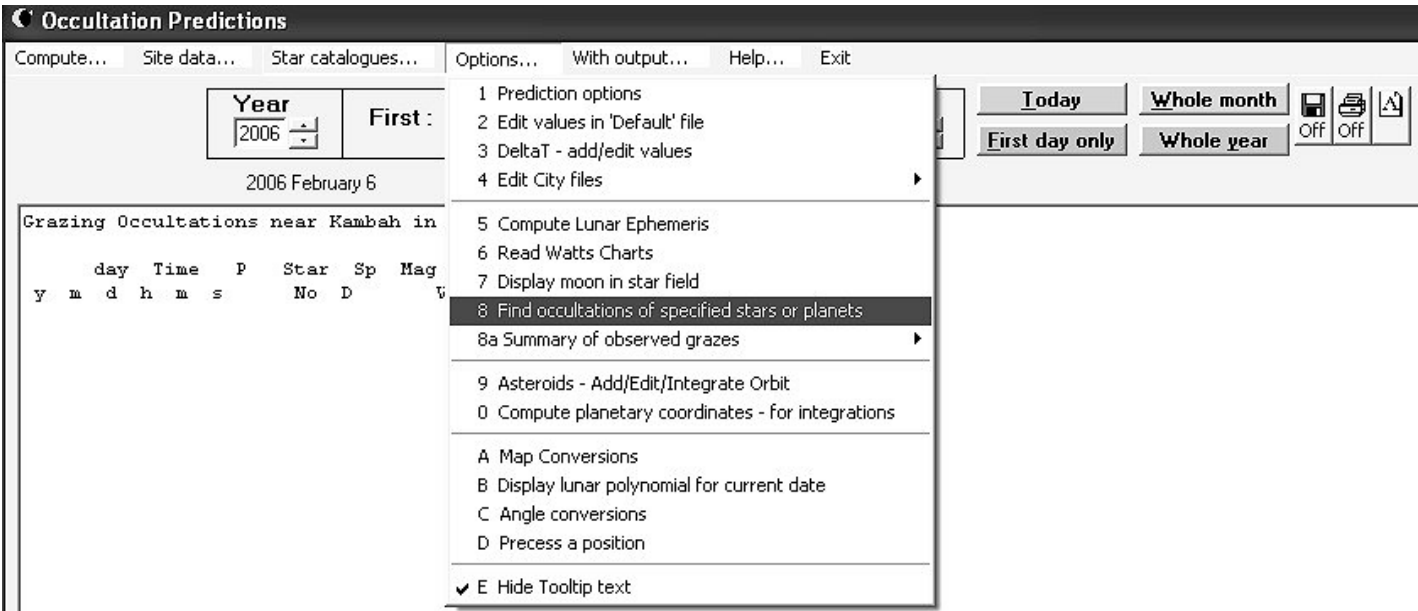 Occultation Predictions
Compute... Site data... Star catalogues... Options... With output... Help... Exit
Year First :
2006
2006 February 6
Today Whole month
First day only Whole year
Off Off
Grazing Occultations near Kambah in
day Time P Star Sp Mag
y m d h m s No D
1 Prediction options
2 Edit values in 'Default' file
3 DeltaT - add/edit values
4 Edit City files
5 Compute Lunar Ephemeris
6 Read Watts Charts
7 Display moon in star field
8 Find occultations of specified stars or planets
8a Summary of observed grazes
9 Asteroids - Add/Edit/Integrate Orbit
0 Compute planetary coordinates - for integrations
A Map Conversions
B Display lunar polynomial for current date
C Angle conversions
D Precess a position
E Hide Tooltip text